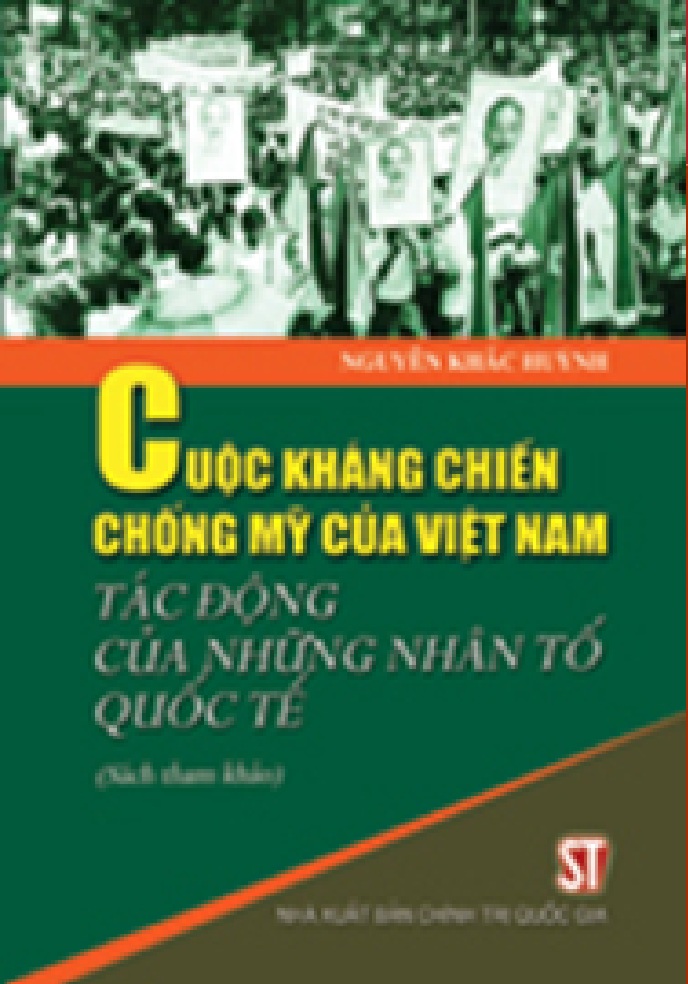 NGUYỄN KHẮC HUỲNH
CUỘC KHÁNG CHIẾN
CHỐNG MỸ CỦA VIỆT NAM
TÁC ĐỘNG
CỦA NHỮNG NHÂN TỐ
QUỐC TẾ
(Sách tham khảo)
ST
NHÀ XUẤT BẢN CHÍNH TRỊ QUỐC GIA